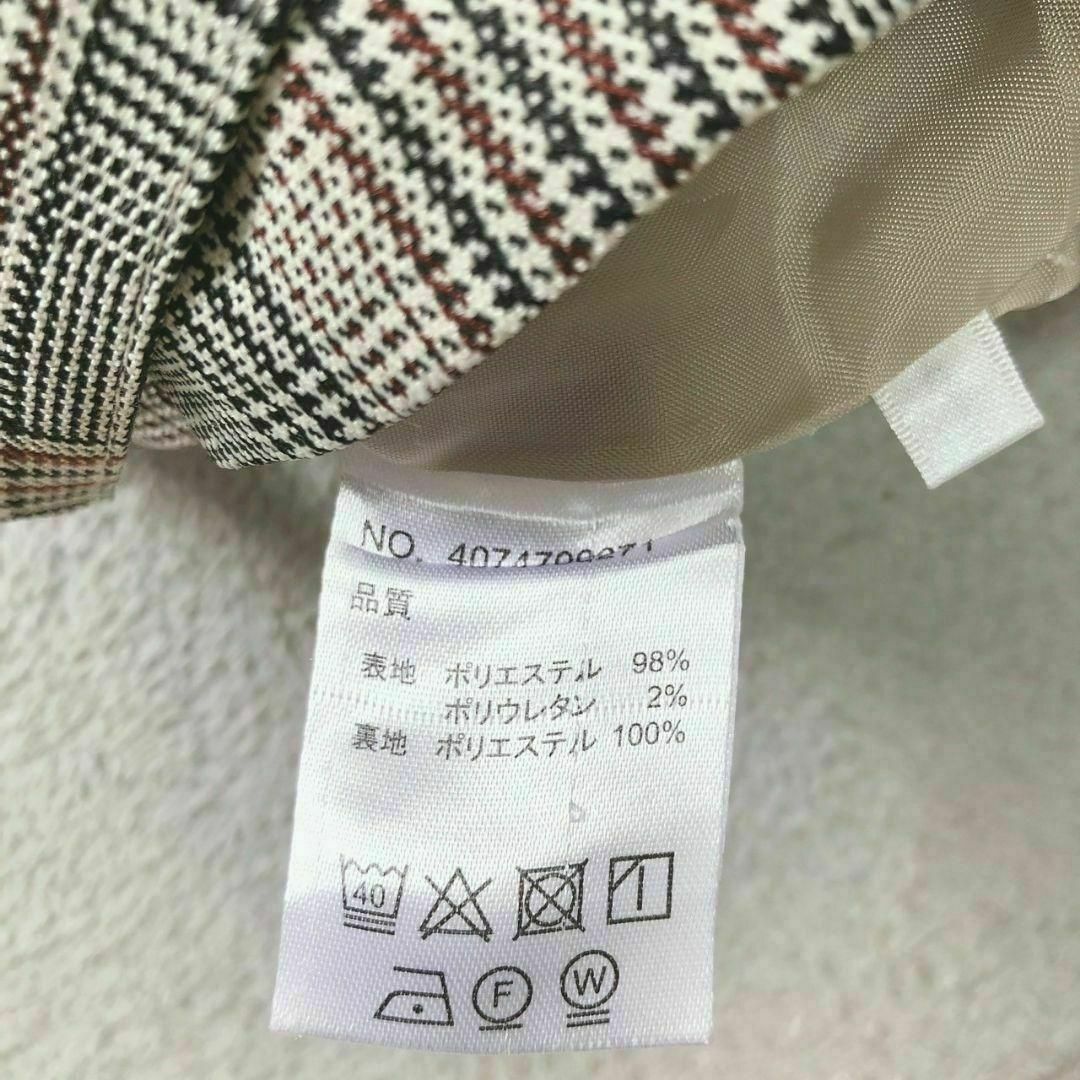 NO. 4074799671
品質
表地 ポリエステル 98%
ポリウレタン 2%
裏地 ポリエステル 100%
40
F
W